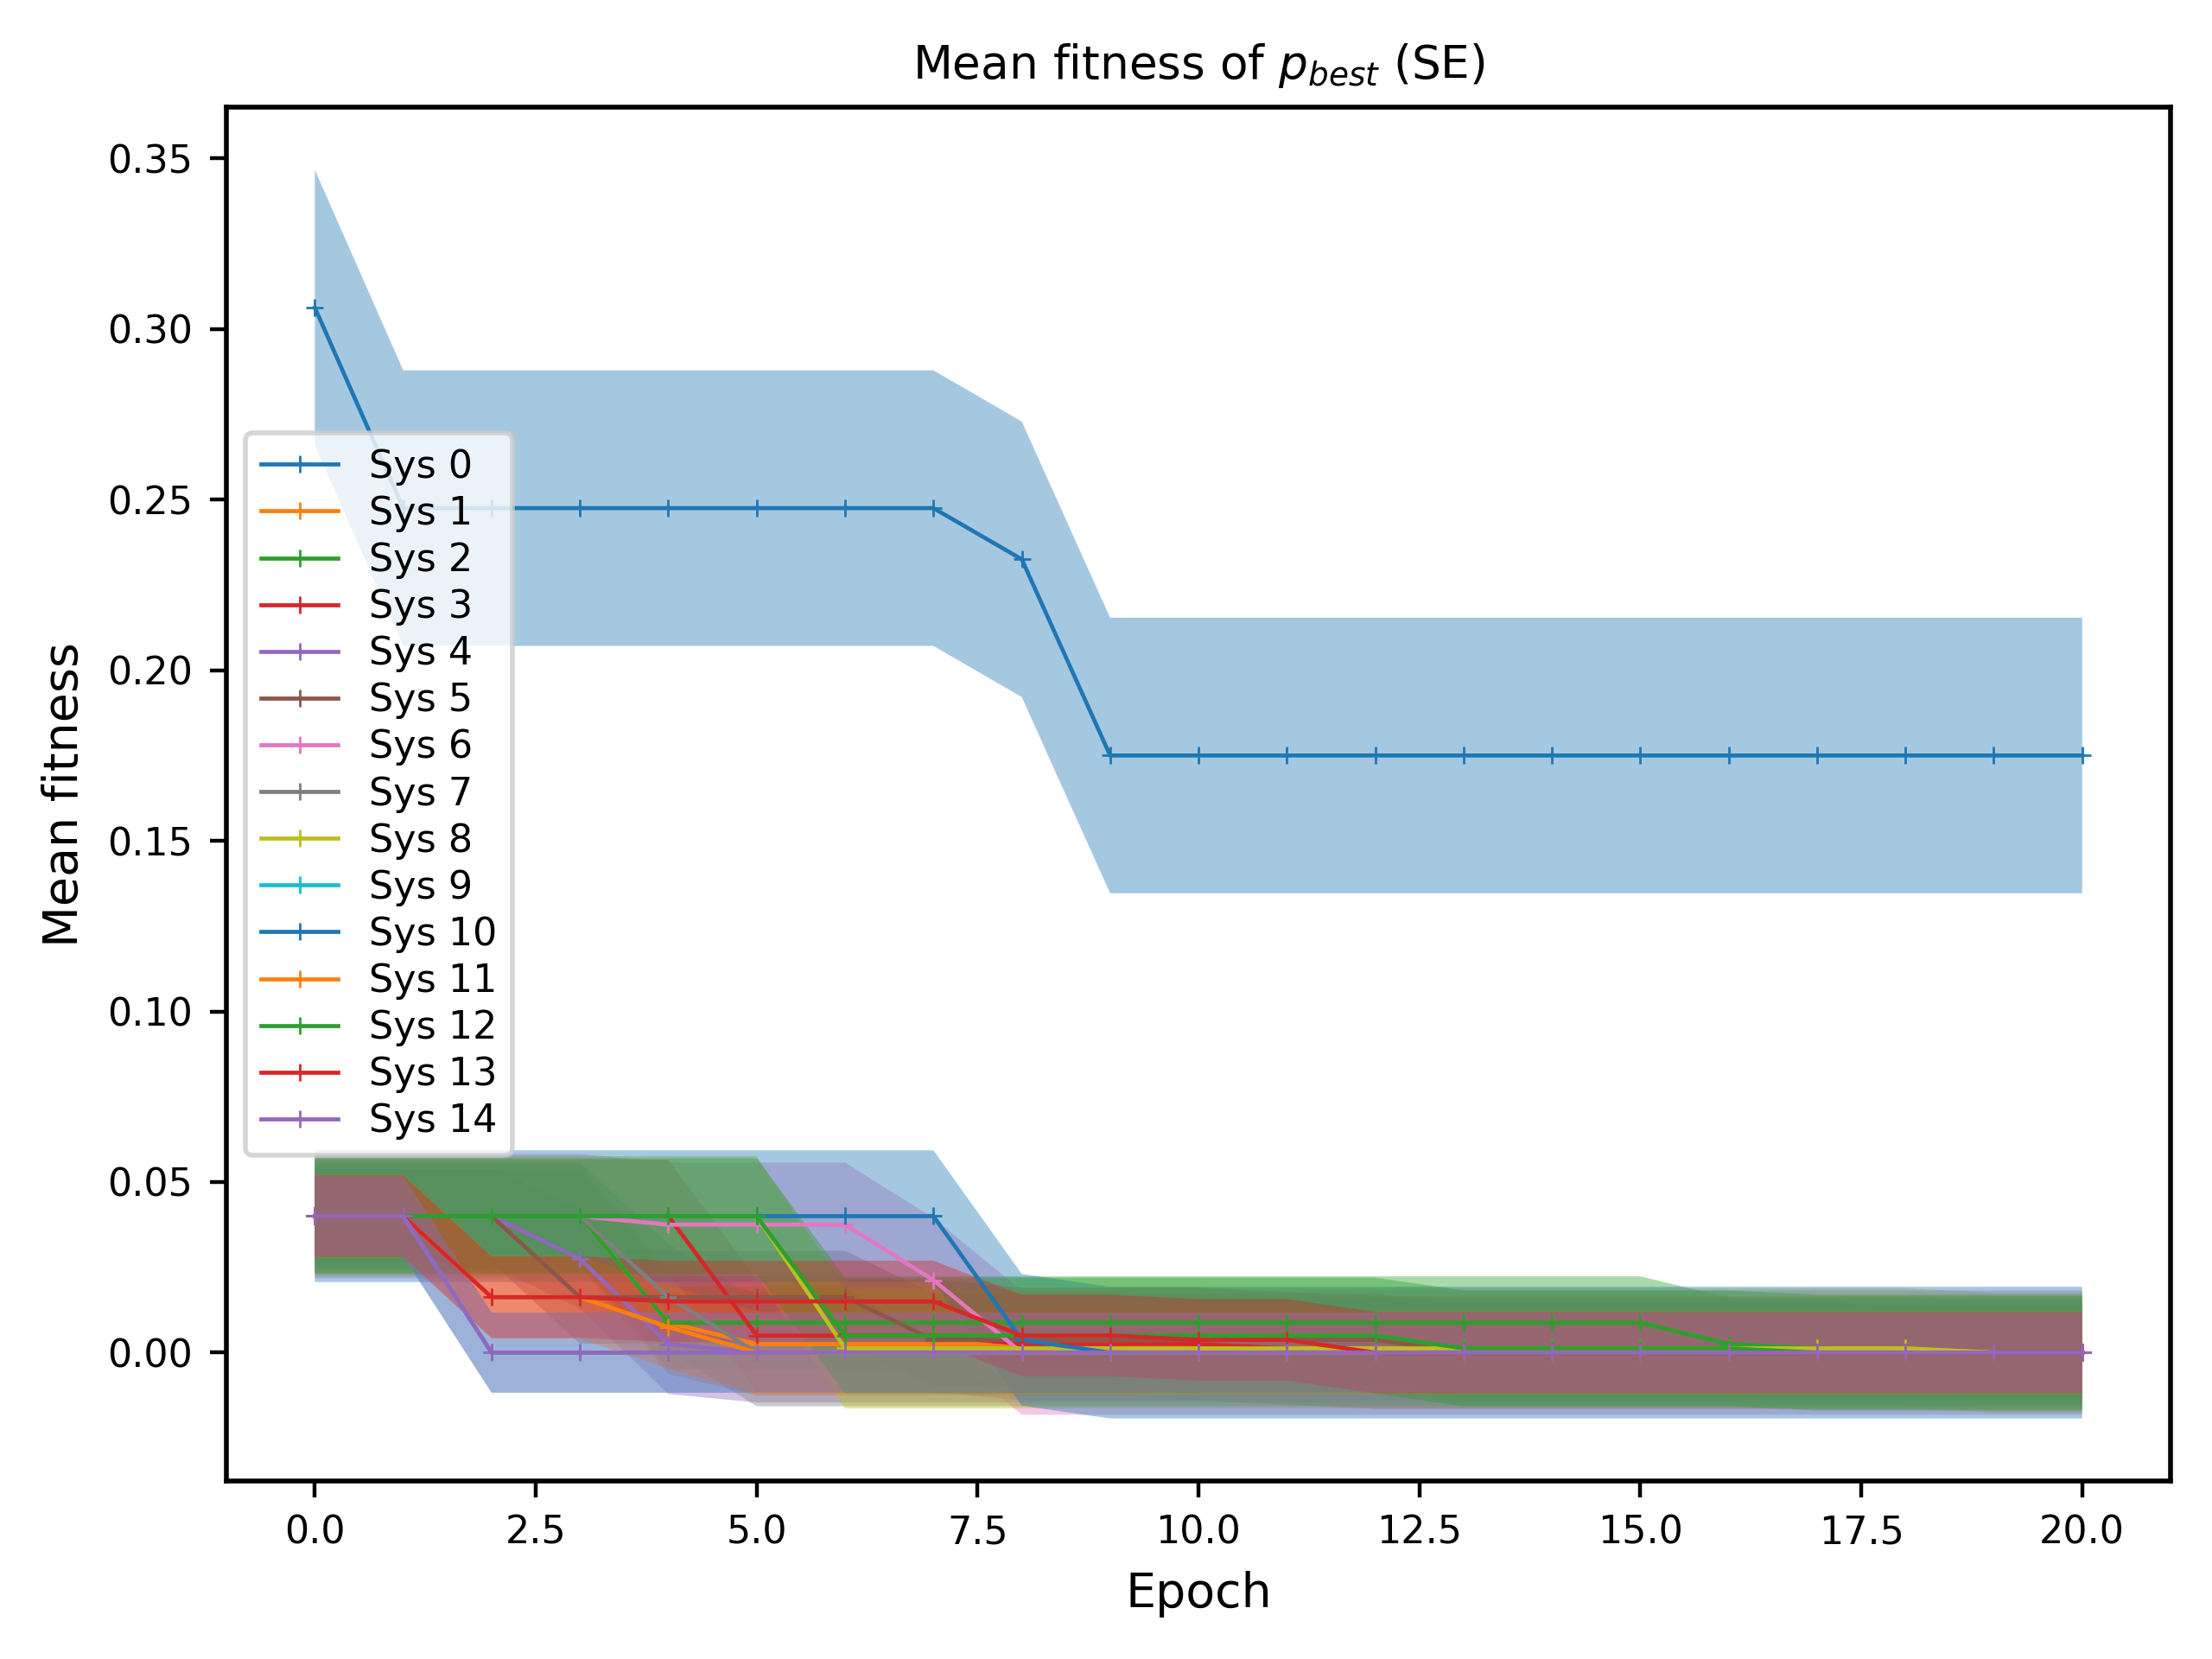 Mean fitness of p_best (SE)
Mean fitness
0.35
0.30
0.25
0.20
0.15
0.10
0.05
0.00
Sys 0
Sys 1
Sys 2
Sys 3
Sys 4
Sys 5
Sys 6
Sys 7
Sys 8
Sys 9
Sys 10
Sys 11
Sys 12
Sys 13
Sys 14
0.0 2.5 5.0 7.5 10.0 12.5 15.0 17.5 20.0
Epoch